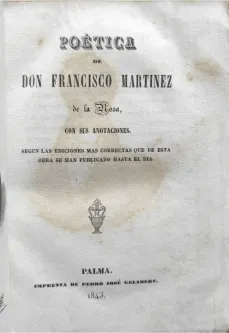 POÉTICA
DE
DON FRANCISCO MARTINEZ
de la Rosa,
CON SUS ANOTACIONES.
SEGUN LAS EDICIONES MAS CORRECTAS QUE DE ESTA
OBRA SE HAN PUBLICADO HASTA EL DIA
PALMA.
IMPRENTA DE PEDRO JOSÉ GELABERT.
1843.